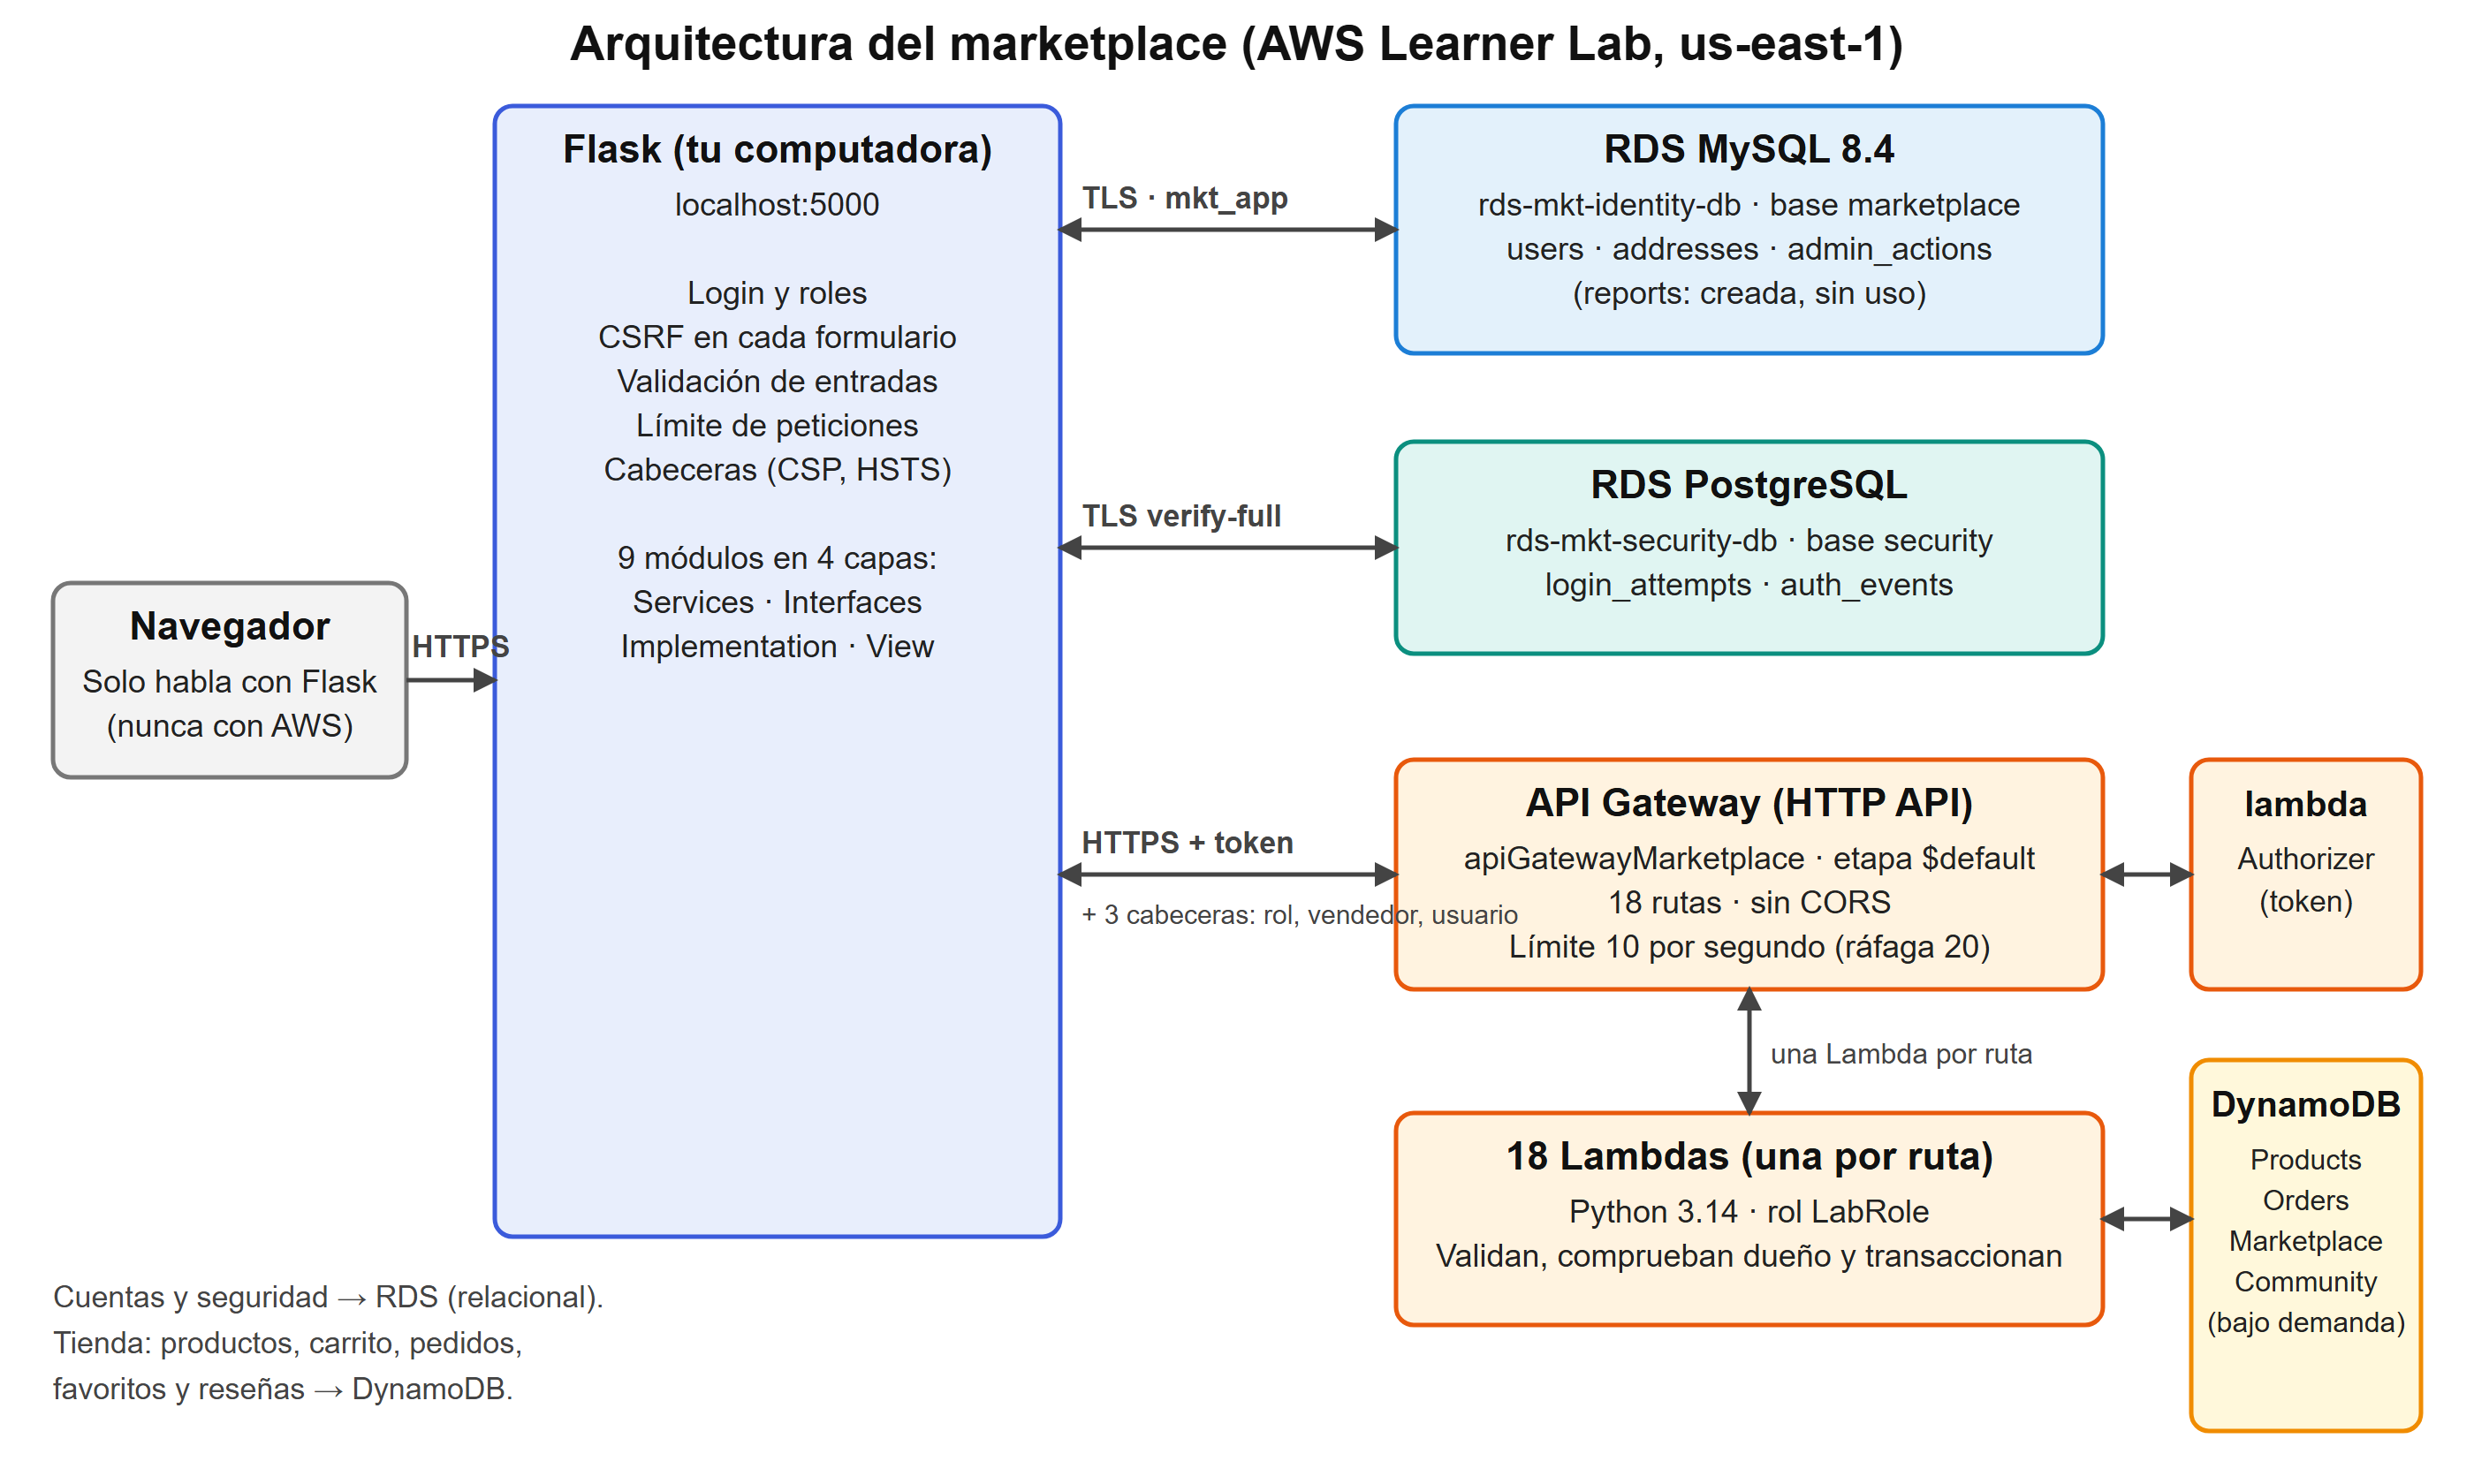 Arquitectura del marketplace (AWS Learner Lab, us-east-1)
Navegador
Solo habla con Flask
(nunca con AWS)
HTTPS
Flask (tu computadora)
localhost:5000
Login y roles
CSRF en cada formulario
Validación de entradas
Límite de peticiones
Cabeceras (CSP, HSTS)
9 módulos en 4 capas:
Services · Interfaces
Implementation · View
TLS · mkt_app
RDS MySQL 8.4
rds-mkt-identity-db · base marketplace
users · addresses · admin_actions
(reports: creada, sin uso)
TLS verify-full
RDS PostgreSQL
rds-mkt-security-db · base security
login_attempts · auth_events
HTTPS + token
+ 3 cabeceras: rol, vendedor, usuario
API Gateway (HTTP API)
apiGatewayMarketplace · etapa $default
18 rutas · sin CORS
Límite 10 por segundo (ráfaga 20)
lambda
Authorizer
(token)
una Lambda por ruta
18 Lambdas (una por ruta)
Python 3.14 · rol LabRole
Validan, comprueban dueño y transaccionan
DynamoDB
Products
Orders
Marketplace
Community
(bajo demanda)
Cuentas y seguridad → RDS (relacional).
Tienda: productos, carrito, pedidos,
favoritos y reseñas → DynamoDB.